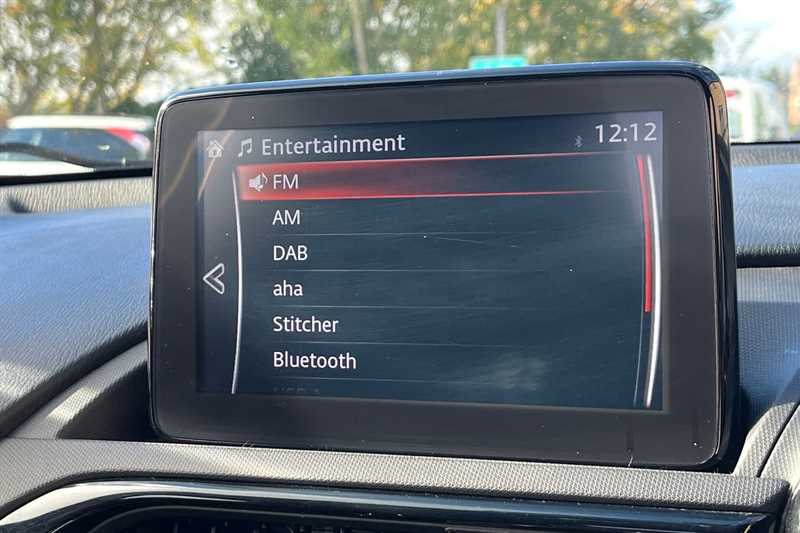 Entertainment
12:12
FM
AM
DAB
aha
Stitcher
Bluetooth